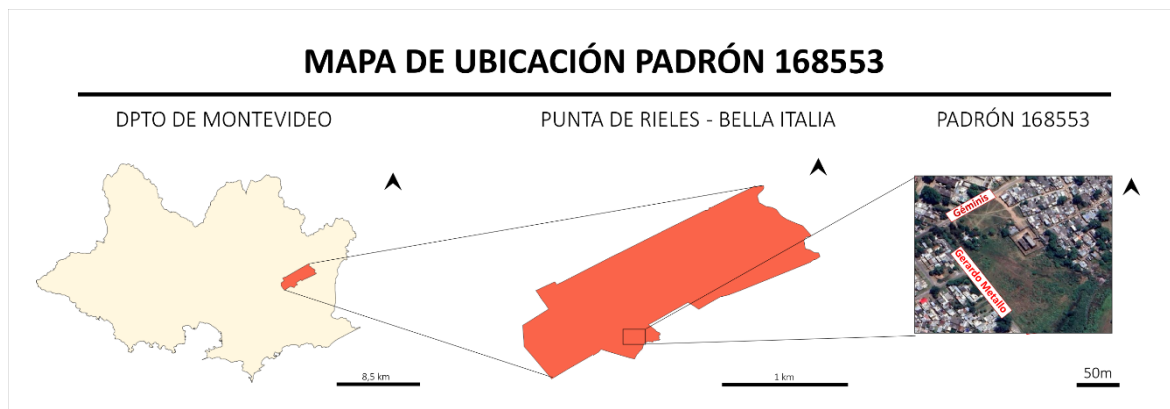 MAPA DE UBICACIÓN PADRÓN 168553
DPTO DE MONTEVIDEO
PUNTA DE RIELES - BELLA ITALIA
PADRÓN 168553
Géminis
Gerardo Metallo
8,5 km
1 km
50m